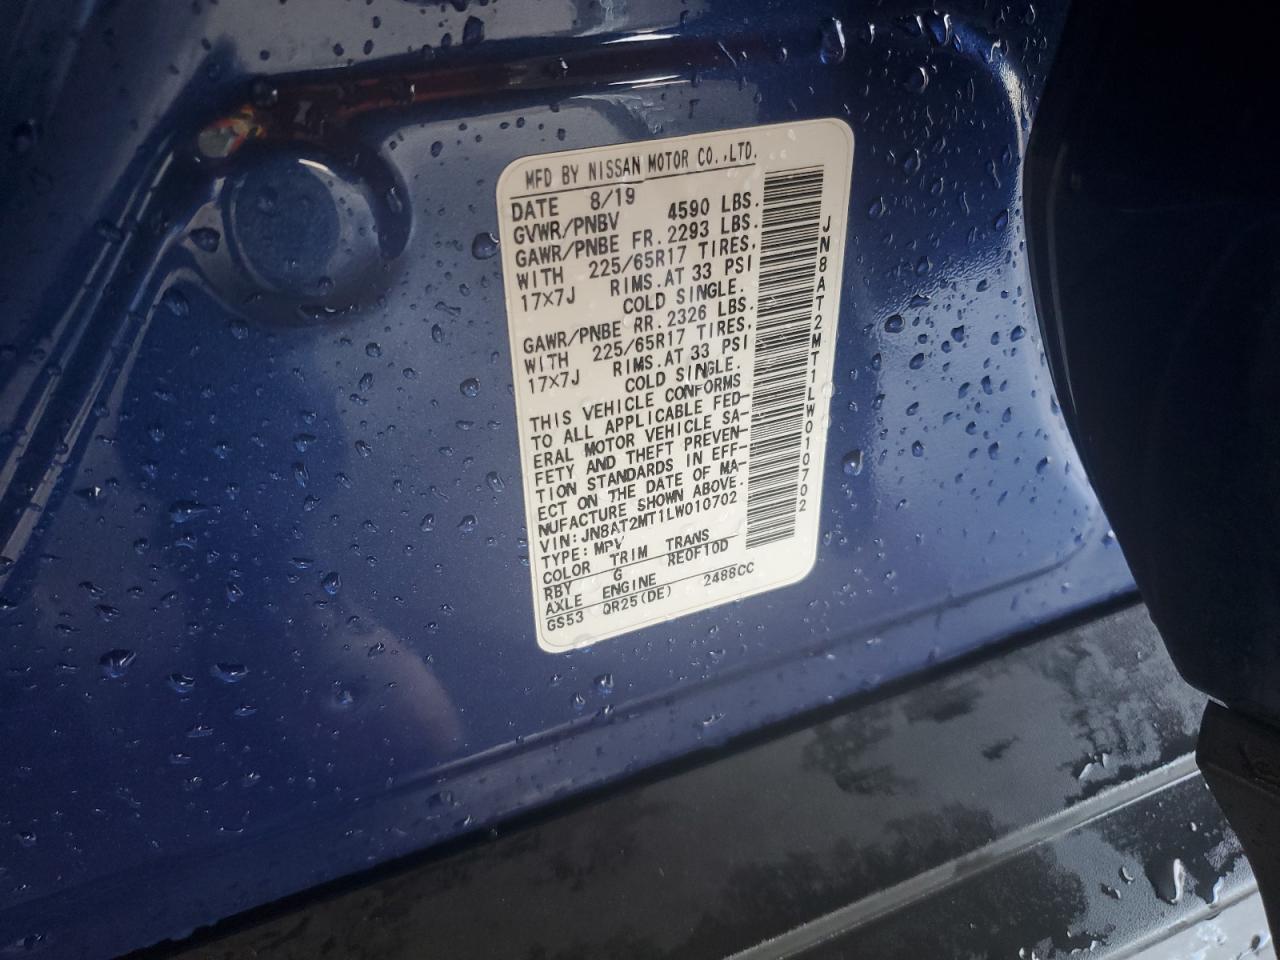 MFD BY NISSAN MOTOR CO.,LTD.
DATE 8/19
GVWR/PNBV 4590 LBS.
GAWR/PNBE FR. 2293 LBS.
WITH 225/65R17 TIRES,
17X7J RIMS.AT 33 PSI
COLD SINGLE.
GAWR/PNBE RR. 2326 LBS.
WITH 225/65R17 TIRES,
17X7J RIMS.AT 33 PSI
COLD SINGLE.
THIS VEHICLE CONFORMS
TO ALL APPLICABLE FED-
ERAL MOTOR VEHICLE SA-
FETY AND THEFT PREVEN-
TION STANDARDS IN EFF-
ECT ON THE DATE OF MA-
NUFACTURE SHOWN ABOVE.
VIN:JN8AT2MT1LW010702
TYPE:MPV
COLOR TRIM TRANS
RBY G RE0F10D
AXLE ENGINE
GS53 QR25(DE) 2488CC
JN8AT2MT1LW010702